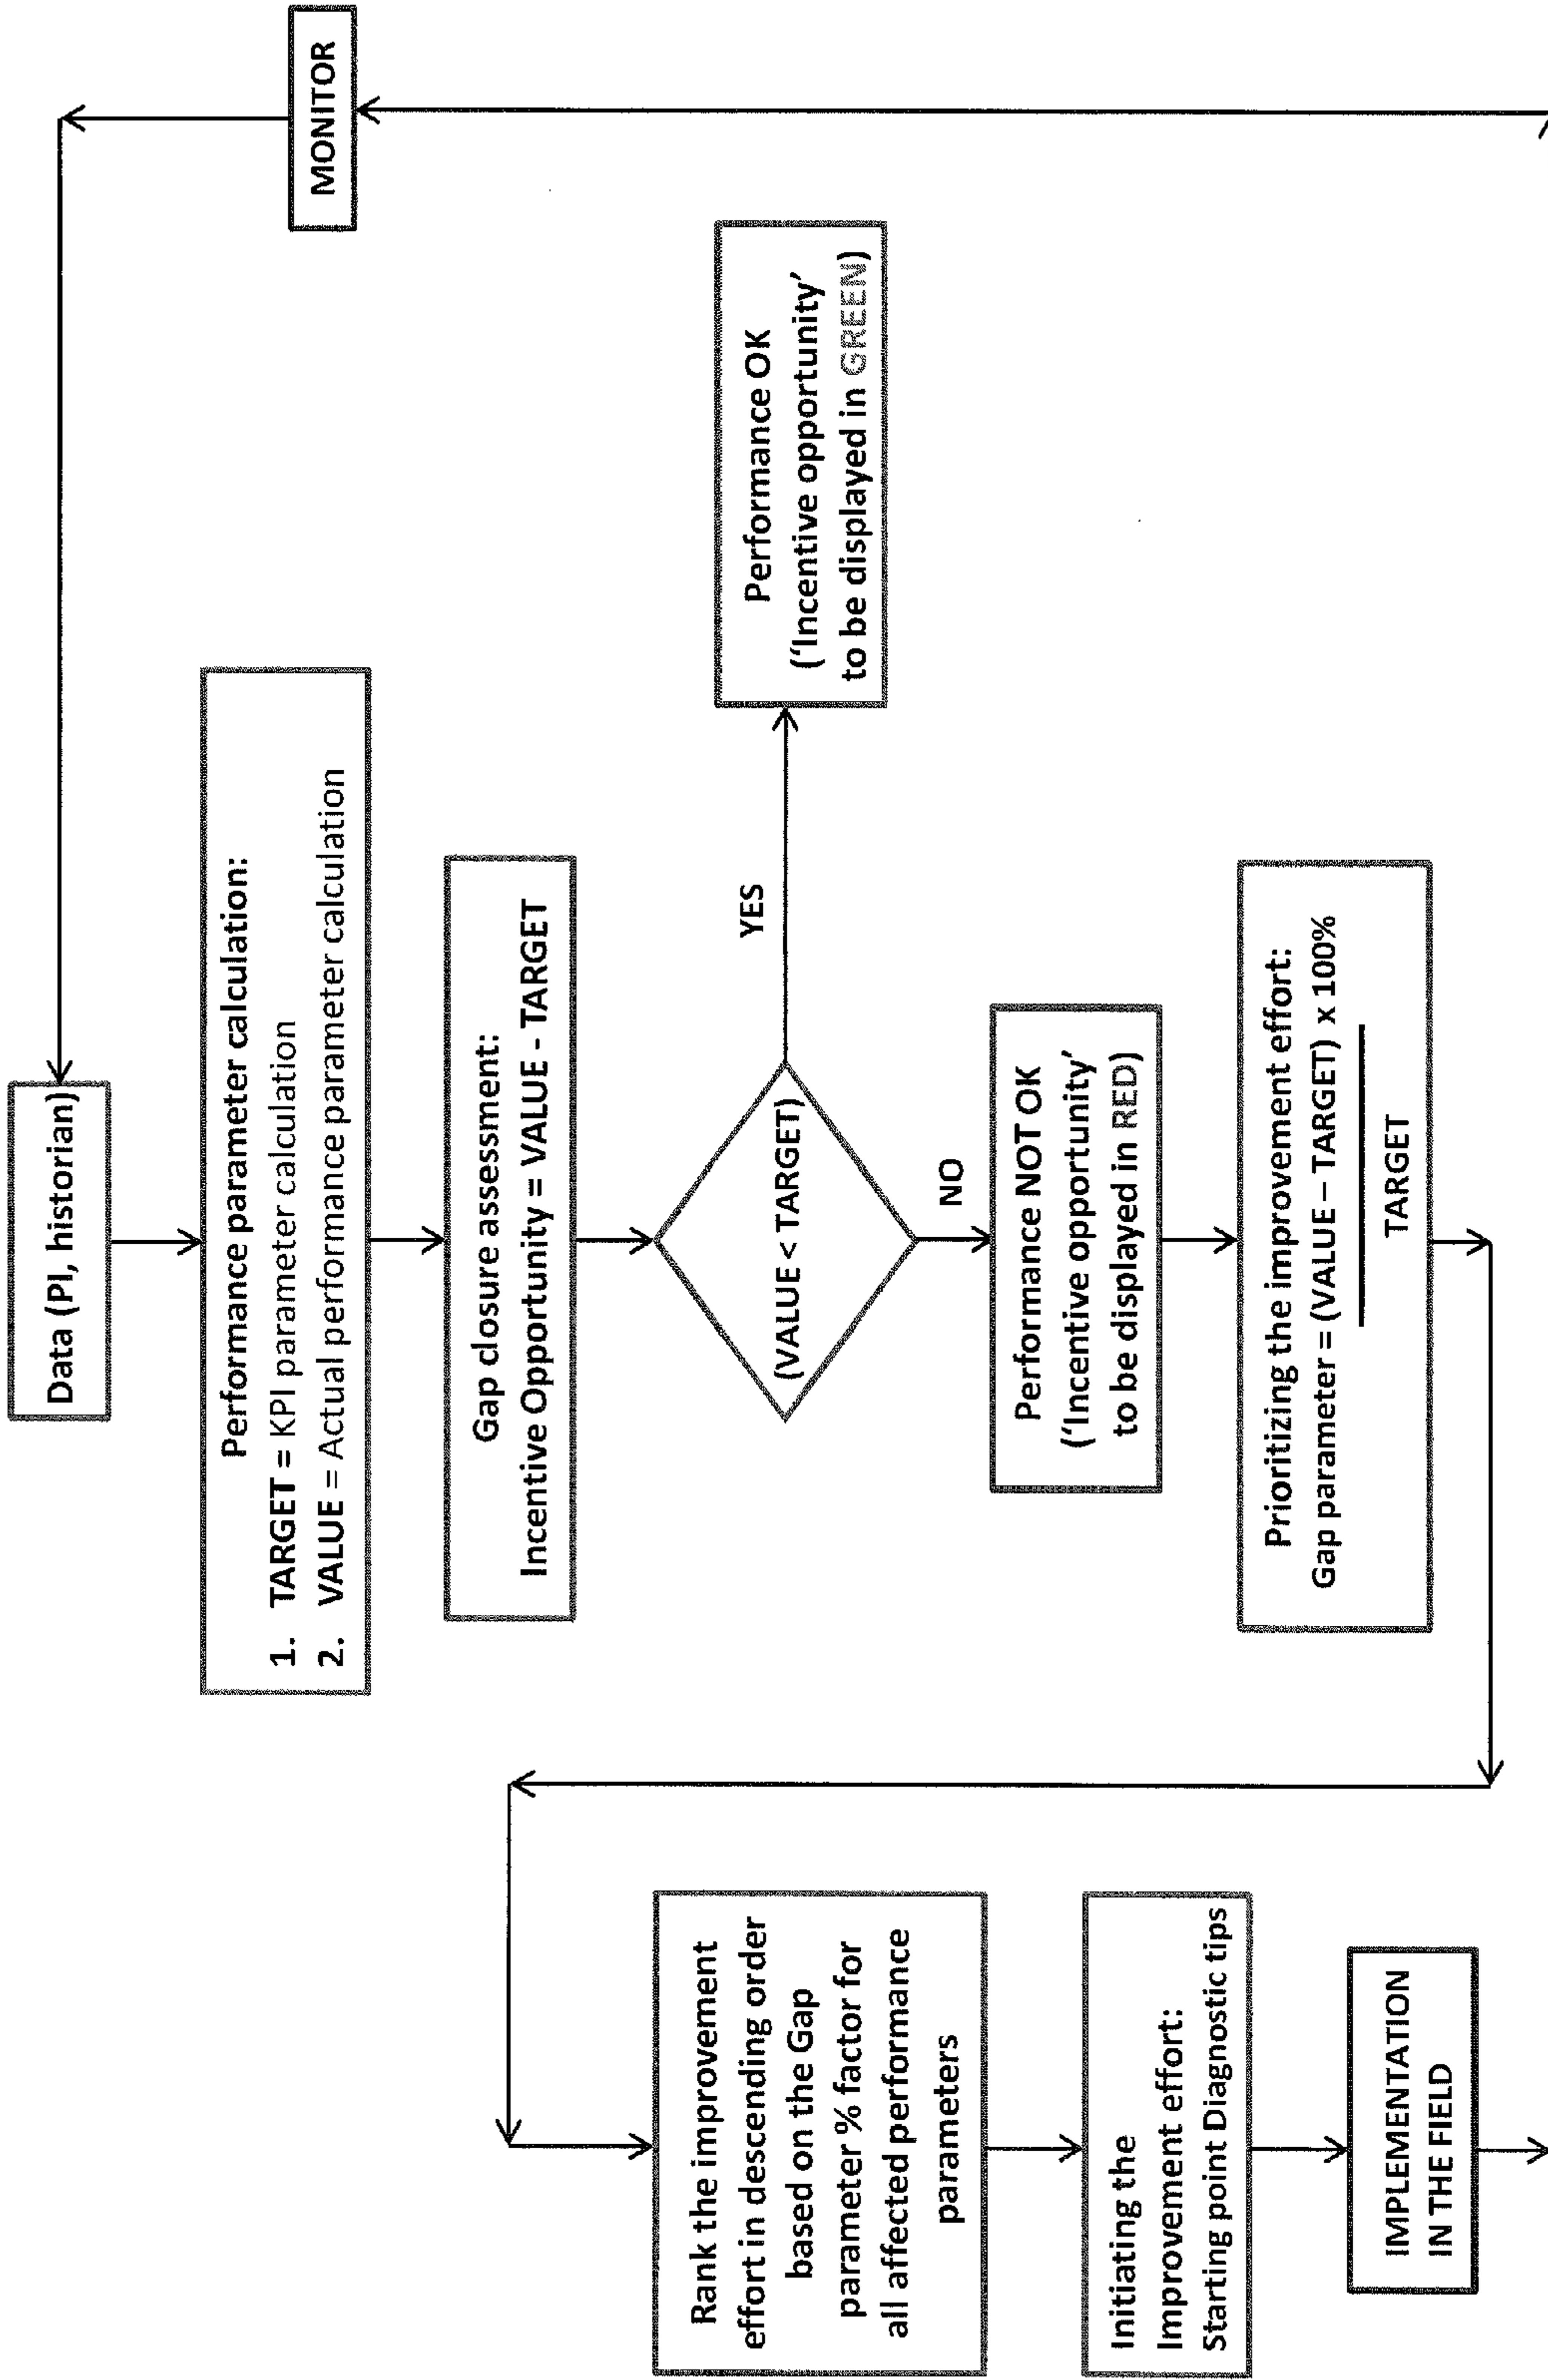 Data (PI, historian)
Performance parameter calculation:
1. TARGET = KPI parameter calculation
2. VALUE = Actual performance parameter calculation
Gap closure assessment:
Incentive Opportunity = VALUE - TARGET
(VALUE < TARGET)
YES
Performance OK
(‘Incentive opportunity’
to be displayed in GREEN)
NO
Performance NOT OK
(‘Incentive opportunity’
to be displayed in RED)
Prioritizing the improvement effort:
Gap parameter = (VALUE – TARGET) x 100%
TARGET
Rank the improvement
effort in descending order
based on the Gap
parameter % factor for
all affected performance
parameters
Initiating the
Improvement effort:
Starting point Diagnostic tips
IMPLEMENTATION
IN THE FIELD
MONITOR